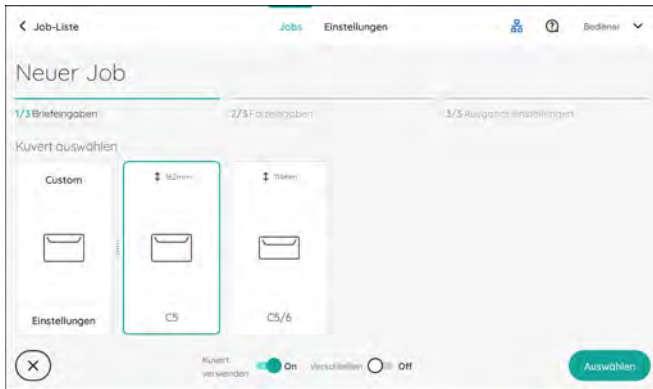 Job-Liste
Jobs
Einstellungen
Bediener
Neuer Job
1/3 Briefeingaben
2/3 Falzeingaben
3/3 Ausgangseinstellungen
Kuvert auswählen
Custom
162mm
114mm
Einstellungen
C5
C5/6
Kuvert
verwenden
On
Verschließen
Off
Auswählen